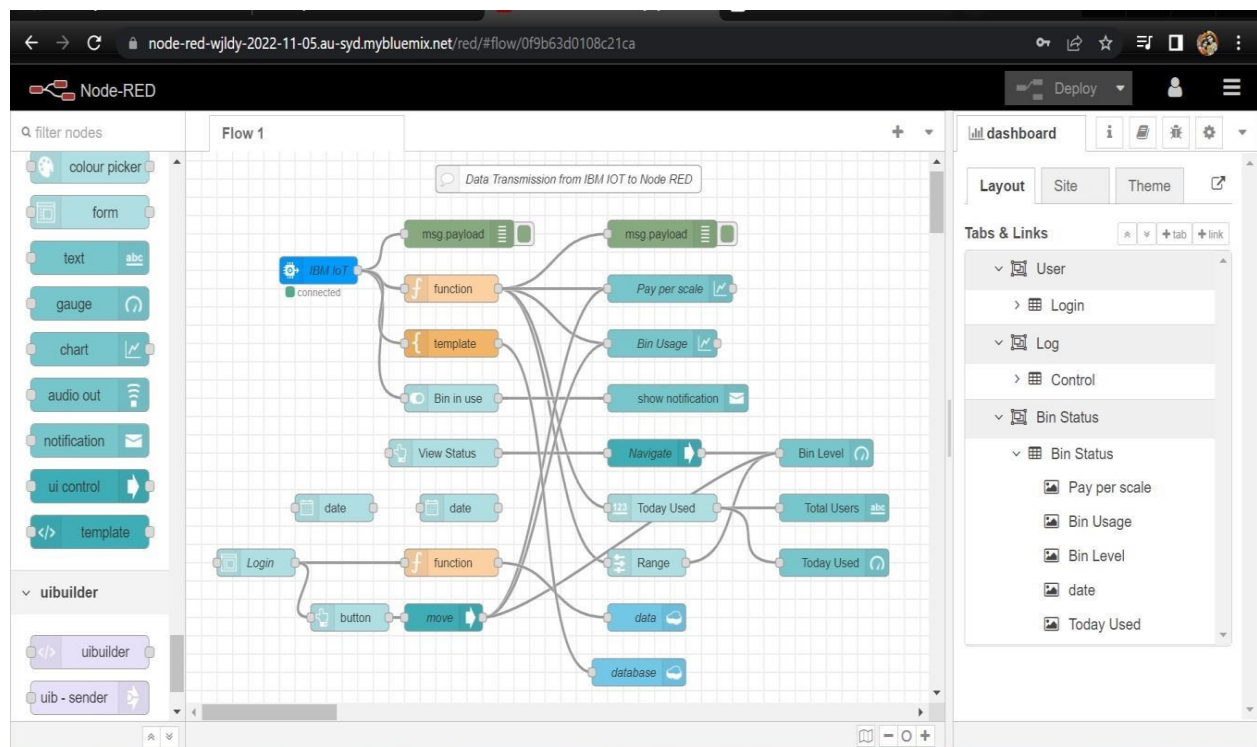 node-red-wjldy-2022-11-05.au-syd.mybluemix.net/red/#flow/0f9b63d0108c21ca
Node-RED
Deploy
filter nodes
colour picker
form
text
abc
gauge
chart
audio out
notification
ui control
template
uibuilder
uibuilder
uib - sender
Flow 1
Data Transmission from IBM IOT to Node RED
msg.payload
msg.payload
IBM IoT
connected
function
Pay per scale
template
Bin Usage
Bin in use
show notification
View Status
Navigate
Bin Level
date
date
123
Today Used
Total Users
abc
Login
function
Range
Today Used
button
move
data
database
dashboard
i
Layout
Site
Theme
Tabs & Links
+tab
+link
User
Login
Log
Control
Bin Status
Bin Status
Pay per scale
Bin Usage
Bin Level
date
Today Used